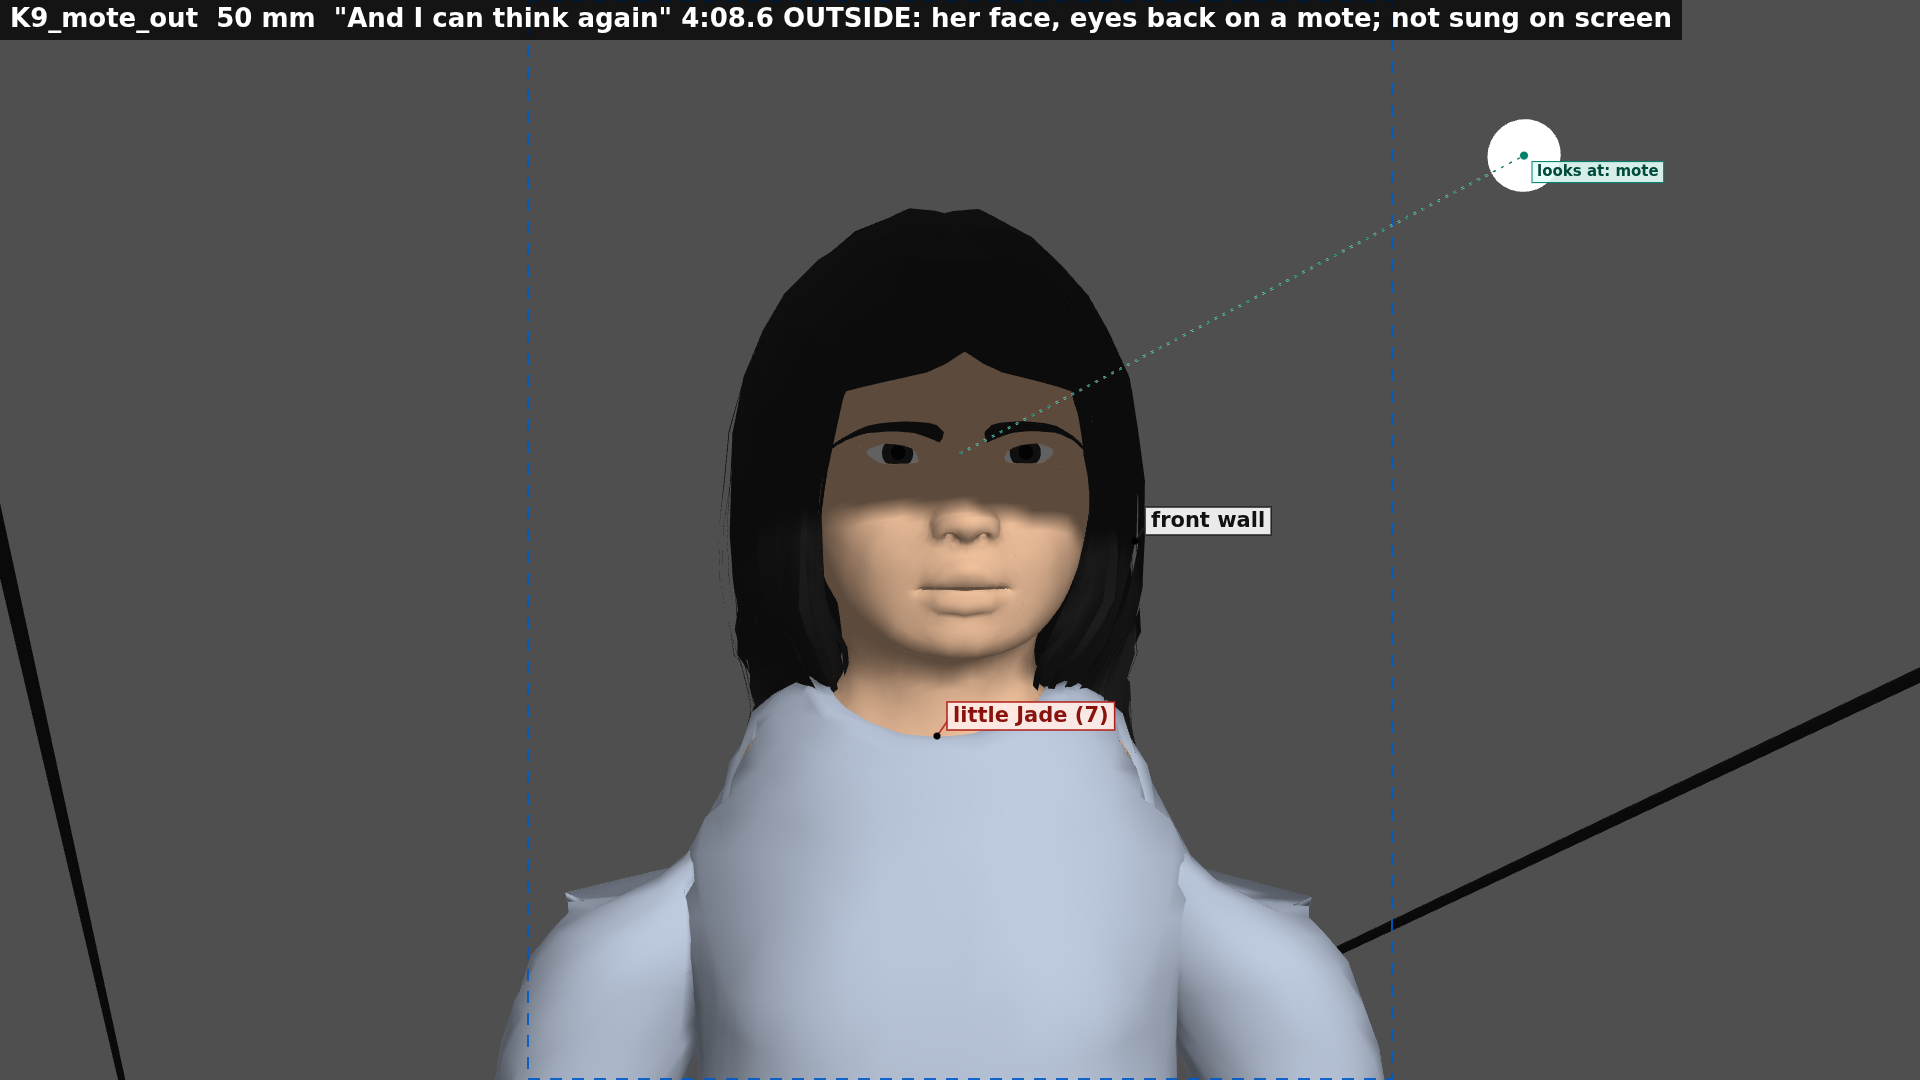 K9_mote_out 50 mm "And I can think again" 4:08.6 OUTSIDE: her face, eyes back on a mote; not sung on screen
looks at: mote
front wall
little Jade (7)